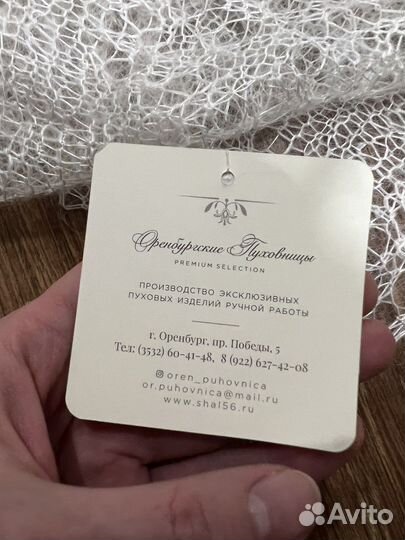 Оренбургские Пуховницы
PREMIUM SELECTION
ПРОИЗВОДСТВО ЭКСКЛЮЗИВНЫХ
ПУХОВЫХ ИЗДЕЛИЙ РУЧНОЙ РАБОТЫ
г. Оренбург, пр. Победы, 5
Тел: (3532) 60-41-48, 8 (922) 627-42-08
oren_puhovnica
or.puhovnica@mail.ru
www.shal56.ru
Avito